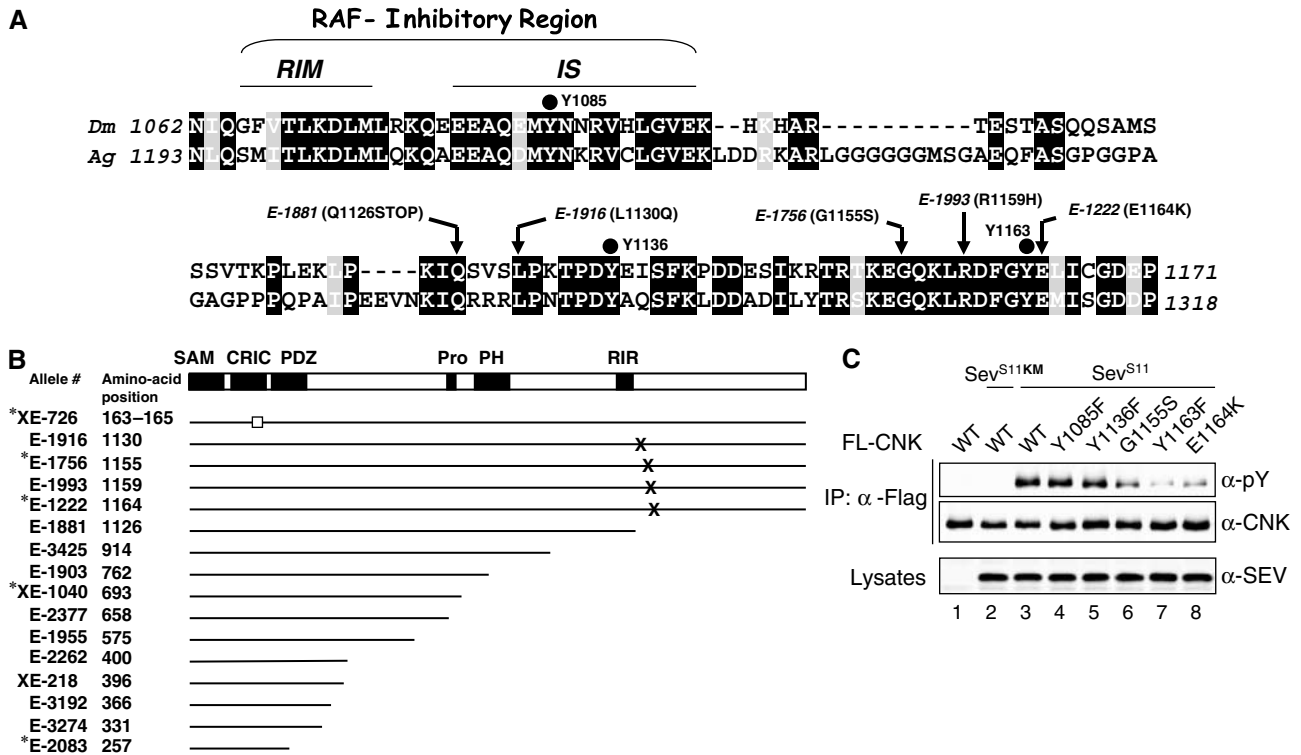 A
RAF- Inhibitory Region
RIM IS
Y1085
Dm 1062 NIQGFVTLKDLMLRKQEEEAQEMYNNRVHLGVEK--HKHAR----------TESTASQQSAMS
Ag 1193 NLQSMITLKDLMLQKQAEEAQDMYNKRVCLGVEKLDDRKARLGGGGGGMSGAEQFASGPGGPA
E-1881 (Q1126STOP) E-1916 (L1130Q) Y1136 E-1756 (G1155S) E-1993 (R1159H) Y1163 E-1222 (E1164K)
SSVTKPLEKLP----KIQSVSLPKTPDYEISFKPDDESIKRTRIKEGQKLRDFGYELICGDEP 1171
GAGPPPQPAIPEEVNKIQRRRLPNTPDYAQSFKLDDADILYTRSKEGQKLRDFGYEMISGDDP 1318
B
SAM CRIC PDZ Pro PH RIR
Allele # Amino-acid position
*XE-726 163–165
E-1916 1130 X
*E-1756 1155 X
E-1993 1159 X
*E-1222 1164 X
E-1881 1126
E-3425 914
E-1903 762
*XE-1040 693
E-2377 658
E-1955 575
E-2262 400
XE-218 396
E-3192 366
E-3274 331
*E-2083 257
C
SevS11KM SevS11
FL-CNK WT WT WT Y1085F Y1136F G1155S Y1163F E1164K
IP: α -Flag
α-pY
α-CNK
Lysates α-SEV
1 2 3 4 5 6 7 8